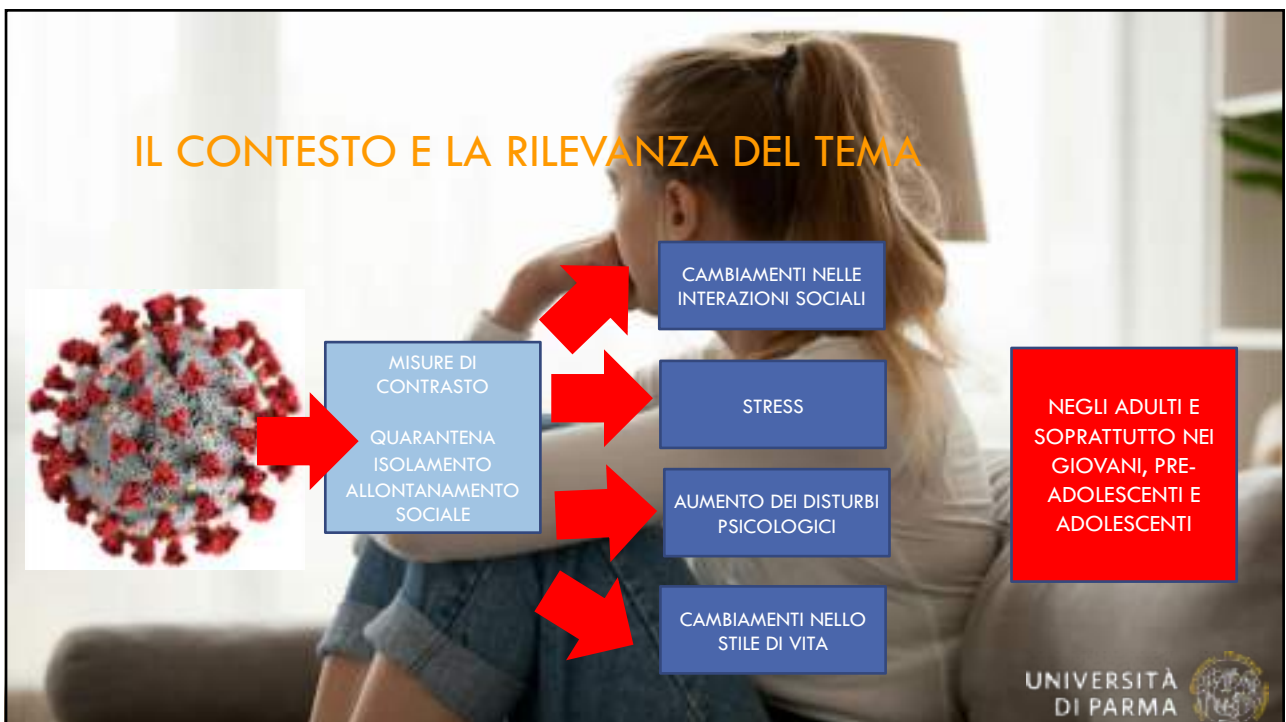 IL CONTESTO E LA RILEVANZA DEL TEMA
MISURE DI
CONTRASTO
QUARANTENA
ISOLAMENTO
ALLONTANAMENTO
SOCIALE
CAMBIAMENTI NELLE
INTERAZIONI SOCIALI
STRESS
AUMENTO DEI DISTURBI
PSICOLOGICI
CAMBIAMENTI NELLO
STILE DI VITA
NEGLI ADULTI E
SOPRATTUTTO NEI
GIOVANI, PRE-
ADOLESCENTI E
ADOLESCENTI
UNIVERSITÀ
DI PARMA